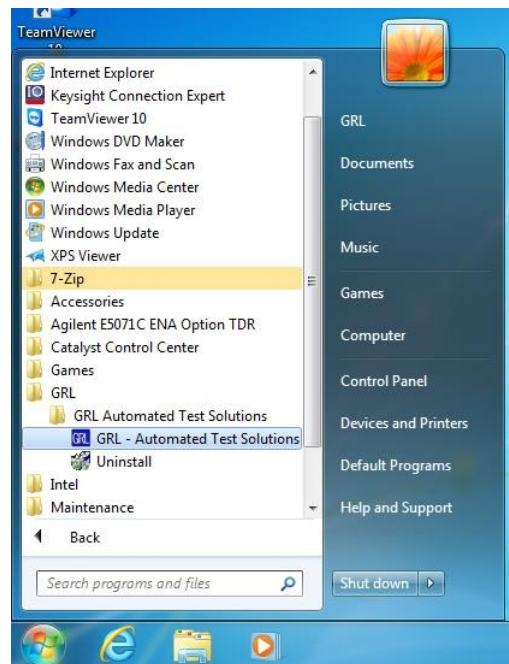 TeamViewer
10
Internet Explorer
Keysight Connection Expert
TeamViewer 10
Windows DVD Maker
Windows Fax and Scan
Windows Media Center
Windows Media Player
Windows Update
XPS Viewer
7-Zip
Accessories
Agilent E5071C ENA Option TDR
Catalyst Control Center
Games
GRL
GRL Automated Test Solutions
GRL GRL - Automated Test Solutions
Uninstall
Intel
Maintenance
Back
Search programs and files
GRL
Documents
Pictures
Music
Games
Computer
Control Panel
Devices and Printers
Default Programs
Help and Support
Shut down